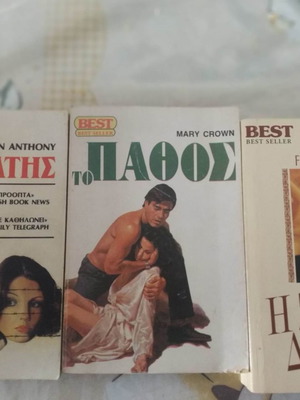 N ANTHONY
ΑΤΗΣ
ΠΡΟΟΠΤΑ»
SH BOOK NEWS
Ε ΚΑΘΗΛΩΝΕΙ»
ILY TELEGRAPH
BEST
BEST SELLER
MARY CROWN
ΤΟ ΠΑΘΟΣ
BEST
BEST SELLER
Η